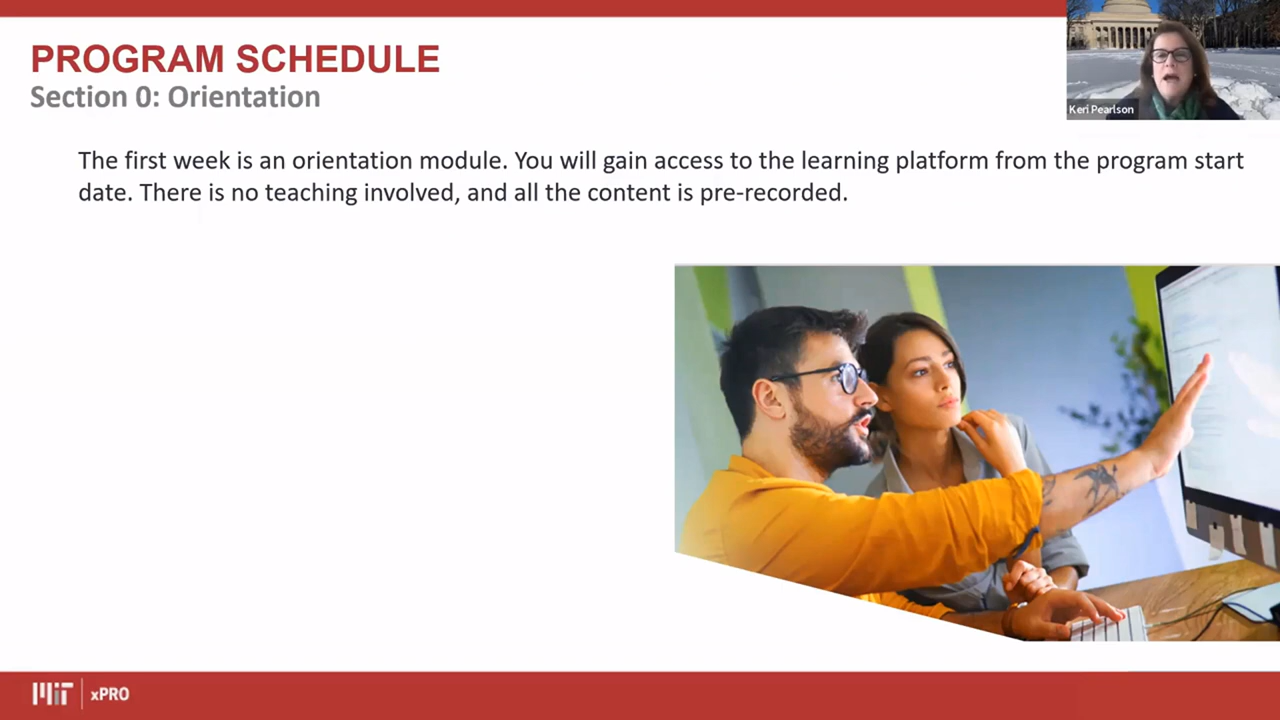 PROGRAM SCHEDULE
Section 0: Orientation
Keri Pearlson
The first week is an orientation module. You will gain access to the learning platform from the program start
date. There is no teaching involved, and all the content is pre-recorded.
MIT xPRO